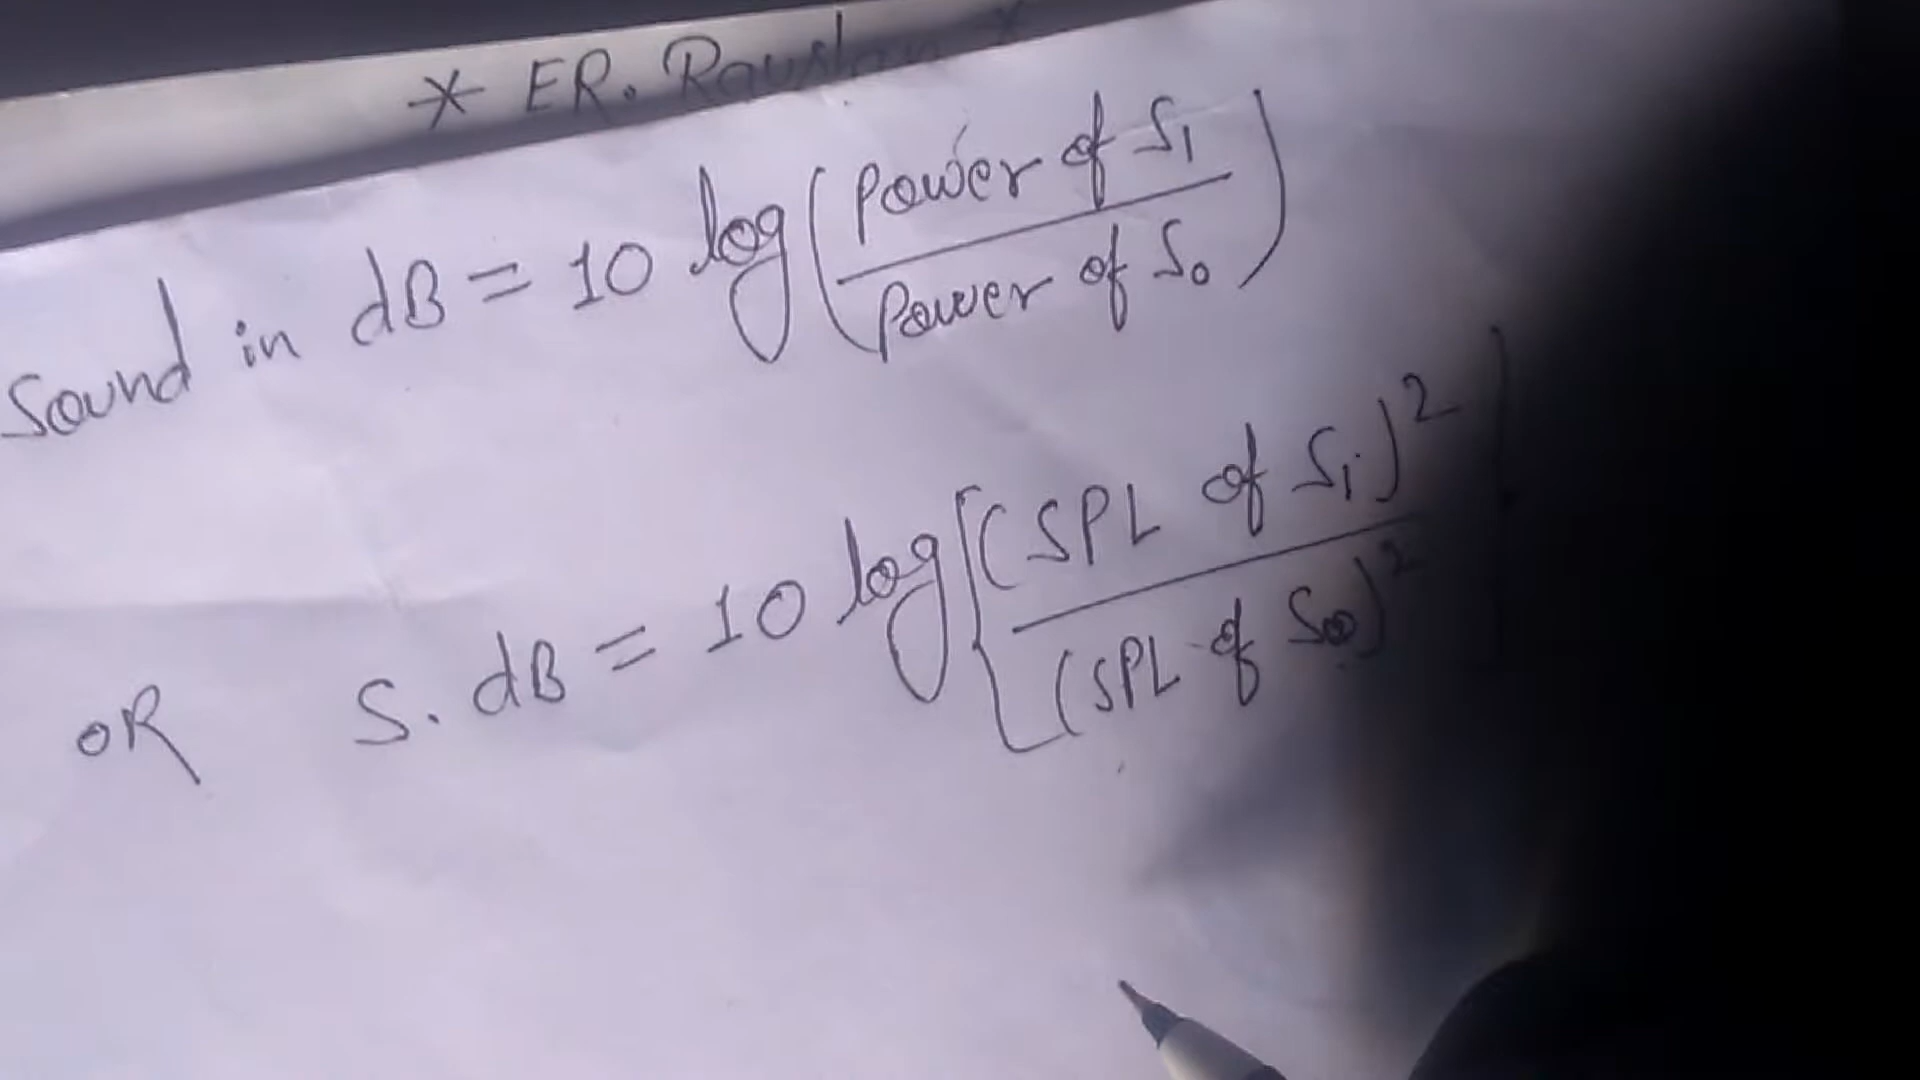 * ER. Raushan *
Sound in dB = 10 log(Power of S1 / Power of S0)
OR S. dB = 10 log[(SPL of S1)² / (SPL of S0)²]